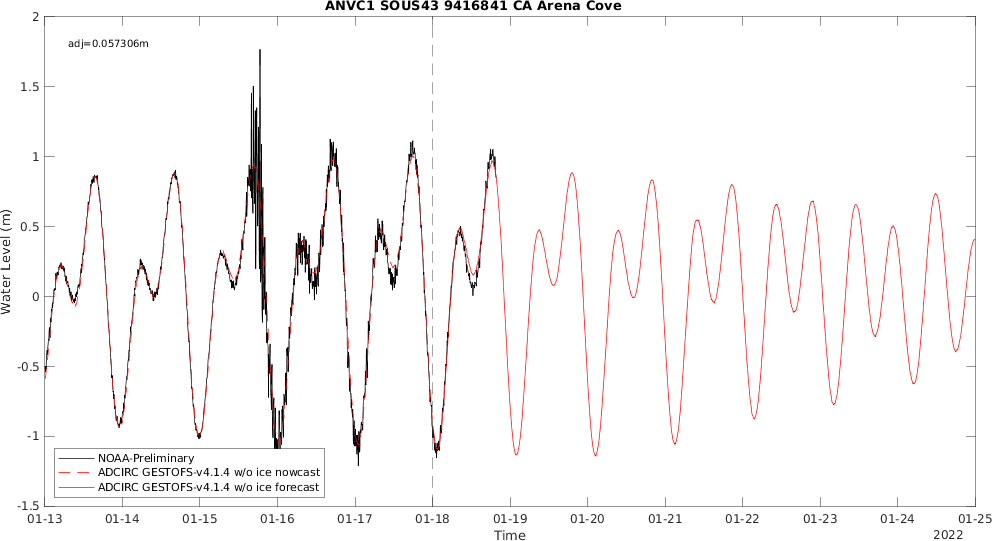 ANVC1 SOUS43 9416841 CA Arena Cove
adj=0.057306m
2
1.5
1
0.5
0
-0.5
-1
-1.5
Water Level (m)
NOAA-Preliminary
ADCIRC GESTOFS-v4.1.4 w/o ice nowcast
ADCIRC GESTOFS-v4.1.4 w/o ice forecast
01-13 01-14 01-15 01-16 01-17 01-18 01-19 01-20 01-21 01-22 01-23 01-24 01-25
Time
2022